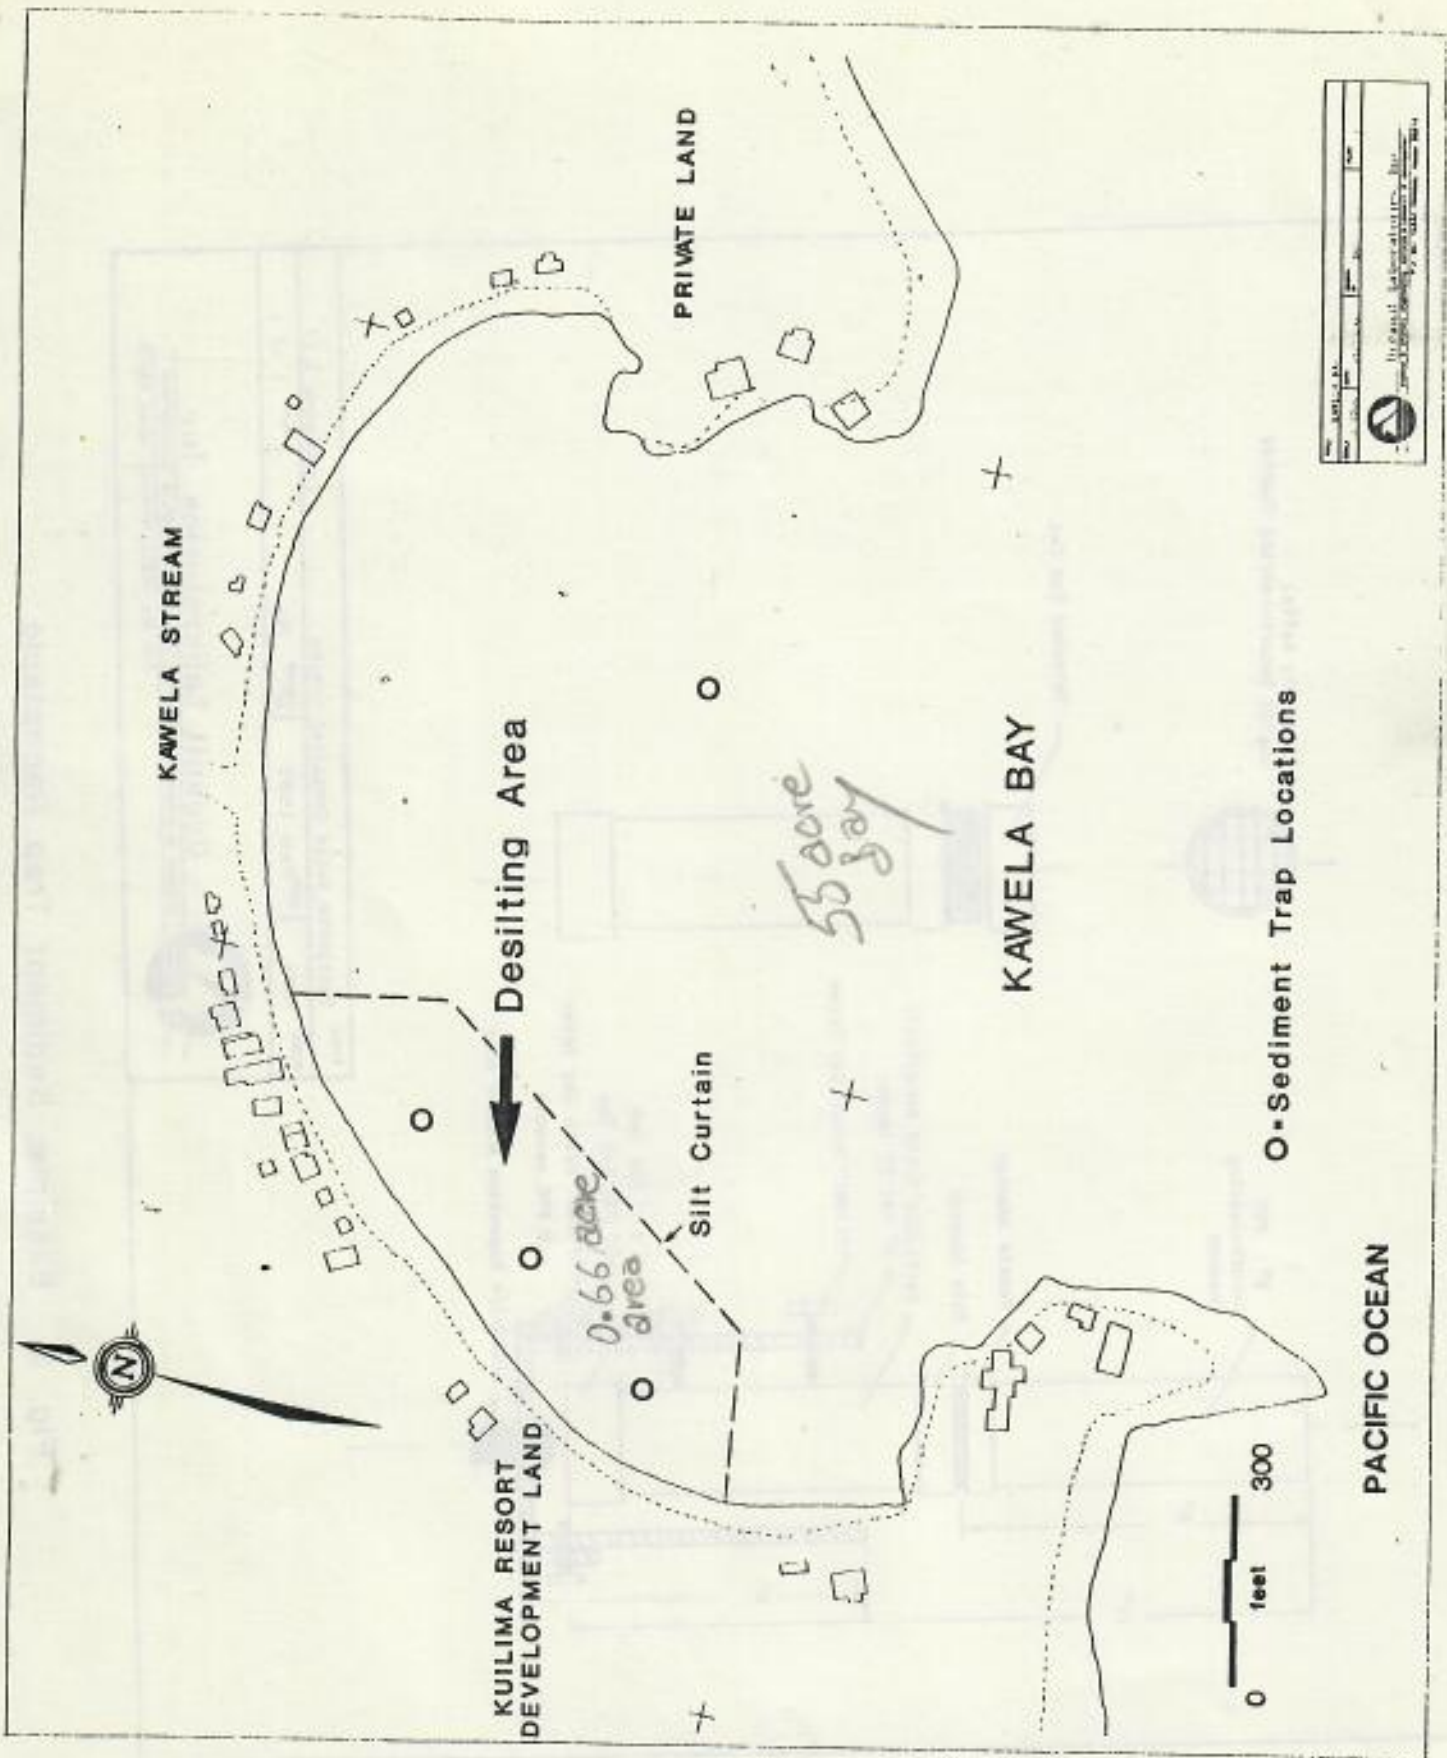 KAWELA STREAM
PRIVATE LAND
Desilting Area
55 acre
bay
KAWELA BAY
0.66 acre
area
Silt Curtain
KUILIMA RESORT
DEVELOPMENT LAND
N
O=Sediment Trap Locations
0 feet 300
PACIFIC OCEAN